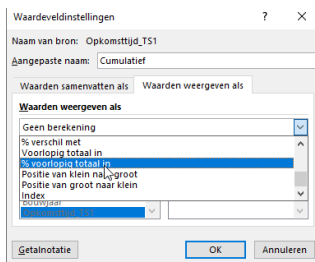 Waardeveldinstellingen ? ×
Naam van bron: Opkomsttijd_TS1
Aangepaste naam: Cumulatief
Waarden samenvatten als Waarden weergeven als
Waarden weergeven als
Geen berekening
% verschil met
Voorlopig totaal in
% voorlopig totaal in
Positie van klein naar groot
Positie van groot naar klein
Index
Bouwjaar
Opkomsttijd_TS1
Getalnotatie OK Annuleren